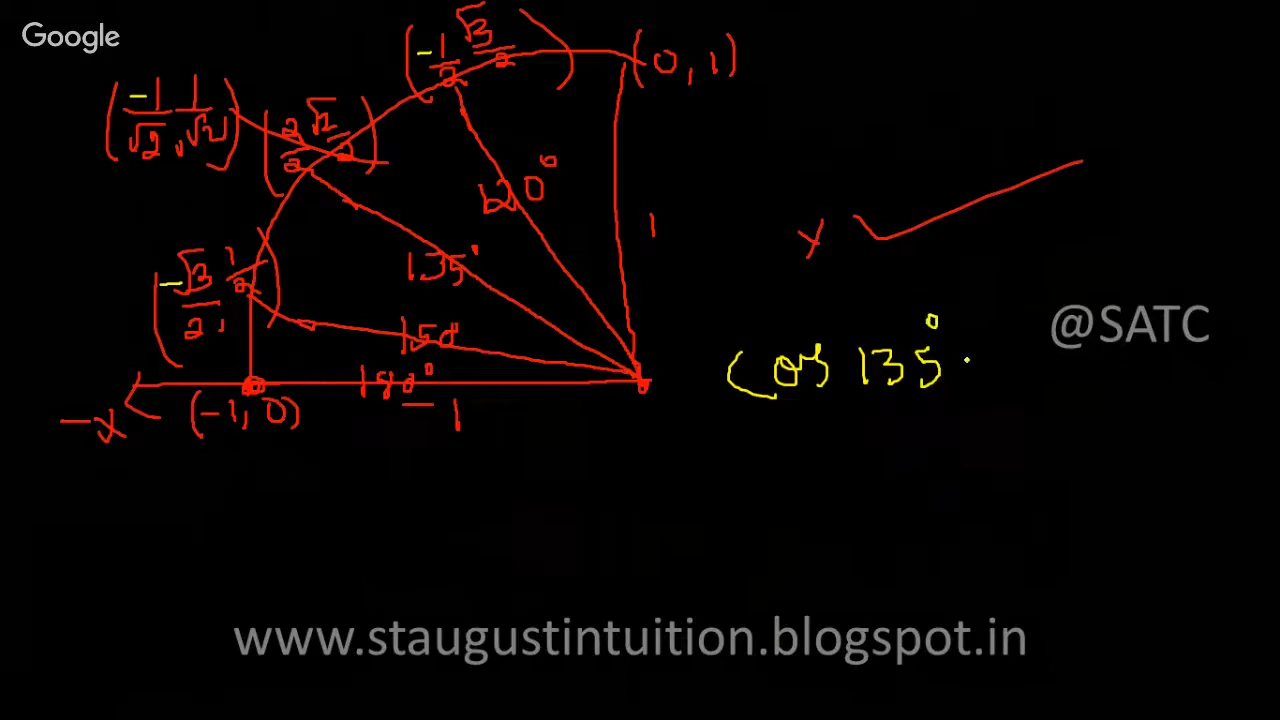 Google
(-1/2 √3/2) (0, 1)
(-1/√2, 1/√2)
120°
1
135°
y
(-√3/2, 1/2)
150°
@SATC
cos 135°
180°
-x (-1, 0) -1
www.staugustintuition.blogspot.in